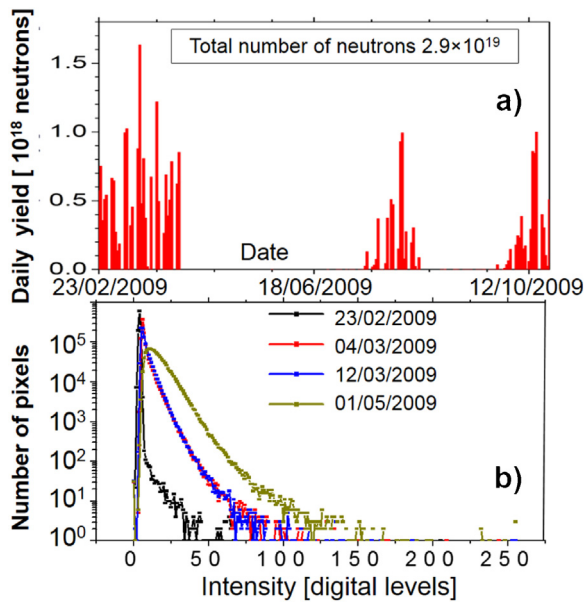 Total number of neutrons 2.9×10¹⁹
a)
Daily yield [ 10¹⁸ neutrons]
1.5
1.0
0.5
0.0
Date
23/02/2009 18/06/2009 12/10/2009
23/02/2009
04/03/2009
12/03/2009
01/05/2009
b)
Number of pixels
10⁵
10⁴
10³
10²
10¹
10⁰
0 50 100 150 200 250
Intensity [digital levels]